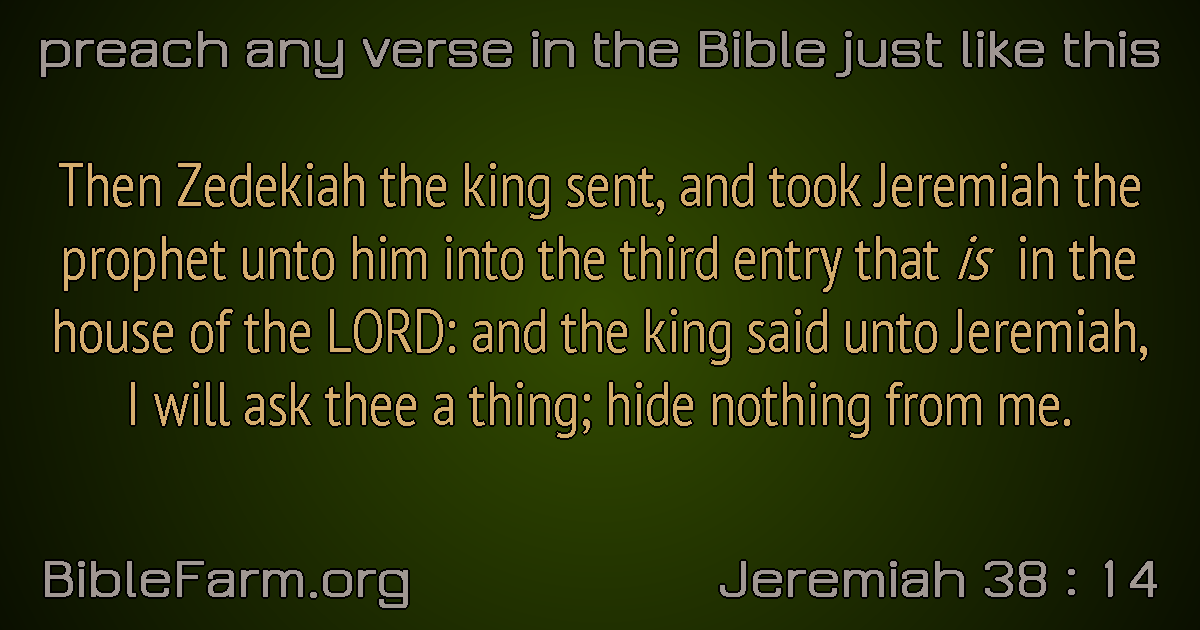 preach any verse in the Bible just like this
Then Zedekiah the king sent, and took Jeremiah the
prophet unto him into the third entry that is in the
house of the LORD: and the king said unto Jeremiah,
I will ask thee a thing; hide nothing from me.
BibleFarm.org
Jeremiah 38 : 14